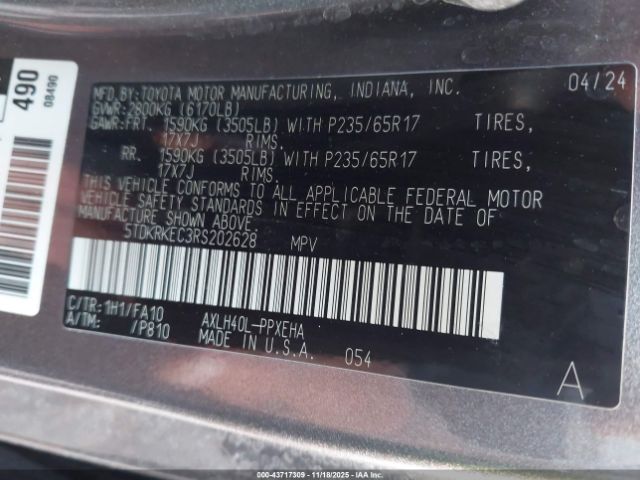 490
08490
MFD.BY:TOYOTA MOTOR MANUFACTURING, INDIANA, INC. 04/24
GVWR:2800KG (6170LB)
GAWR:FRT. 1590KG (3505LB) WITH P235/65R17 TIRES,
17X7J RIMS,
RR. 1590KG (3505LB) WITH P235/65R17 TIRES,
17X7J RIMS.
THIS VEHICLE CONFORMS TO ALL APPLICABLE FEDERAL MOTOR
VEHICLE SAFETY STANDARDS IN EFFECT ON THE DATE OF
MANUFACTURE SHOWN ABOVE.
5TDKRKEC3RS202628 MPV
C/TR:1H1/FA10 AXLH40L-PPXEHA
A/TM: /P810 MADE IN U.S.A. 054
A
00-43717309 - 11/18/2025 - iaai.com